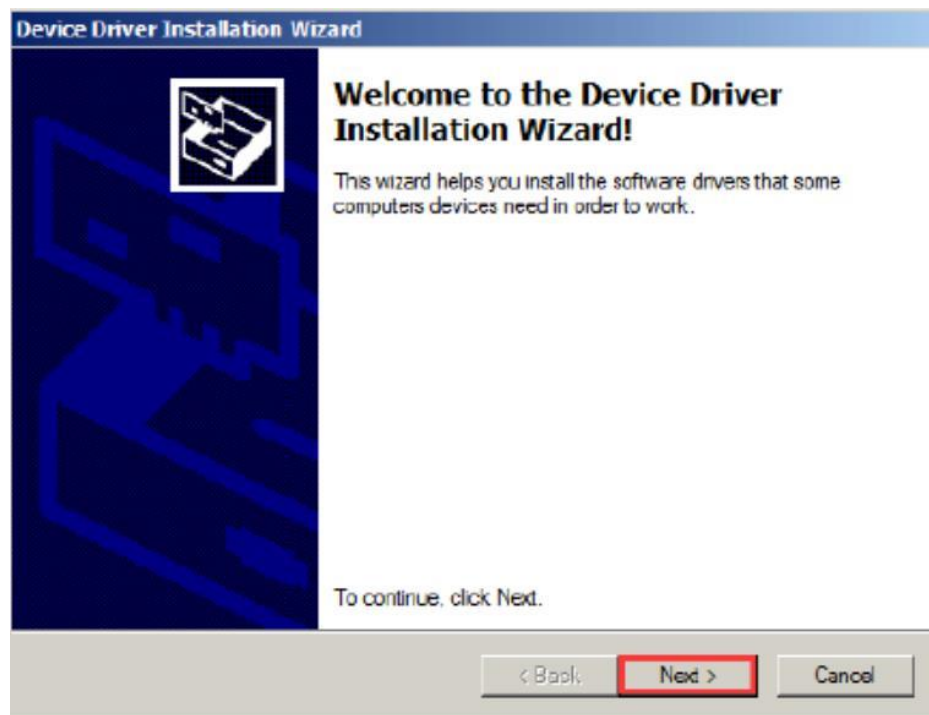 Device Driver Installation Wizard
Welcome to the Device Driver
Installation Wizard!
This wizard helps you install the software drivers that some
computers devices need in order to work.
To continue, click Next.
< Back
Next >
Cancel